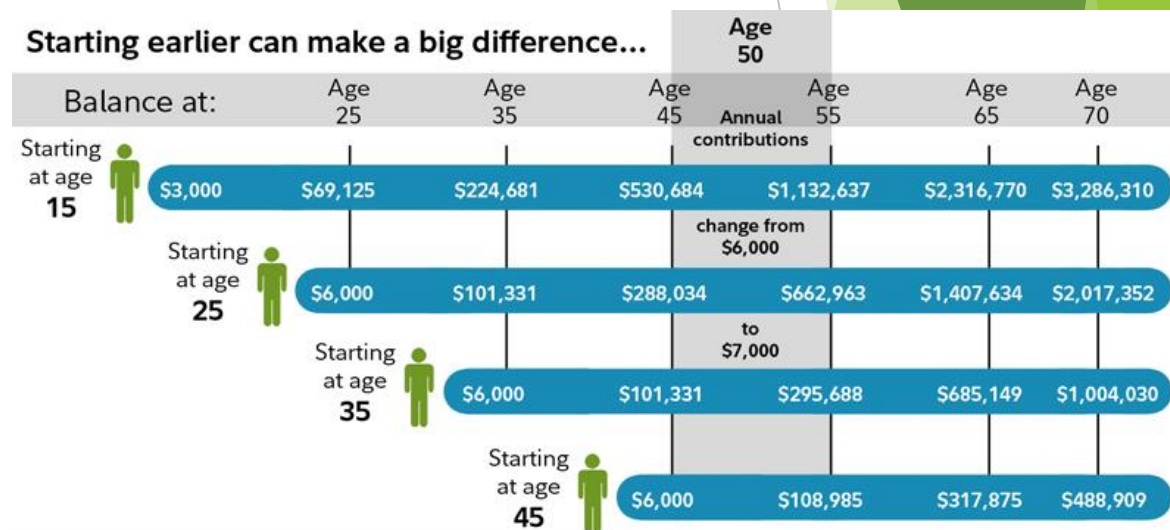 Starting earlier can make a big difference...
Age
50
Balance at:
Age
25
Age
35
Age
45
Annual
contributions
Age
55
Age
65
Age
70
Starting
at age
15
$3,000 $69,125 $224,681 $530,684 $1,132,637 $2,316,770 $3,286,310
change from
$6,000
Starting
at age
25
$6,000 $101,331 $288,034 $662,963 $1,407,634 $2,017,352
to
$7,000
Starting
at age
35
$6,000 $101,331 $295,688 $685,149 $1,004,030
Starting
at age
45
$6,000 $108,985 $317,875 $488,909